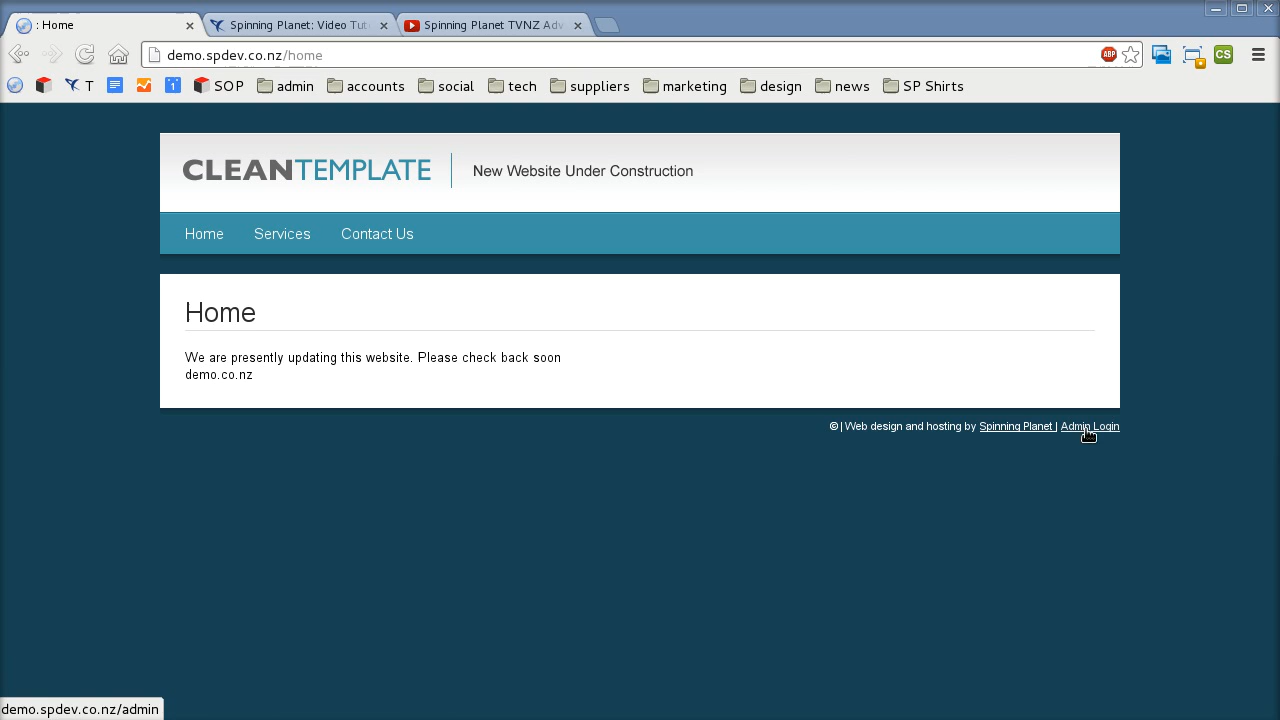 : Home
Spinning Planet: Video Tut
Spinning Planet TVNZ Adv
demo.spdev.co.nz/home
ABP
CS
T
1
SOP
admin
accounts
social
tech
suppliers
marketing
design
news
SP Shirts
CLEANTEMPLATE
New Website Under Construction
Home
Services
Contact Us
Home
We are presently updating this website. Please check back soon
demo.co.nz
© | Web design and hosting by Spinning Planet | Admin Login
demo.spdev.co.nz/admin